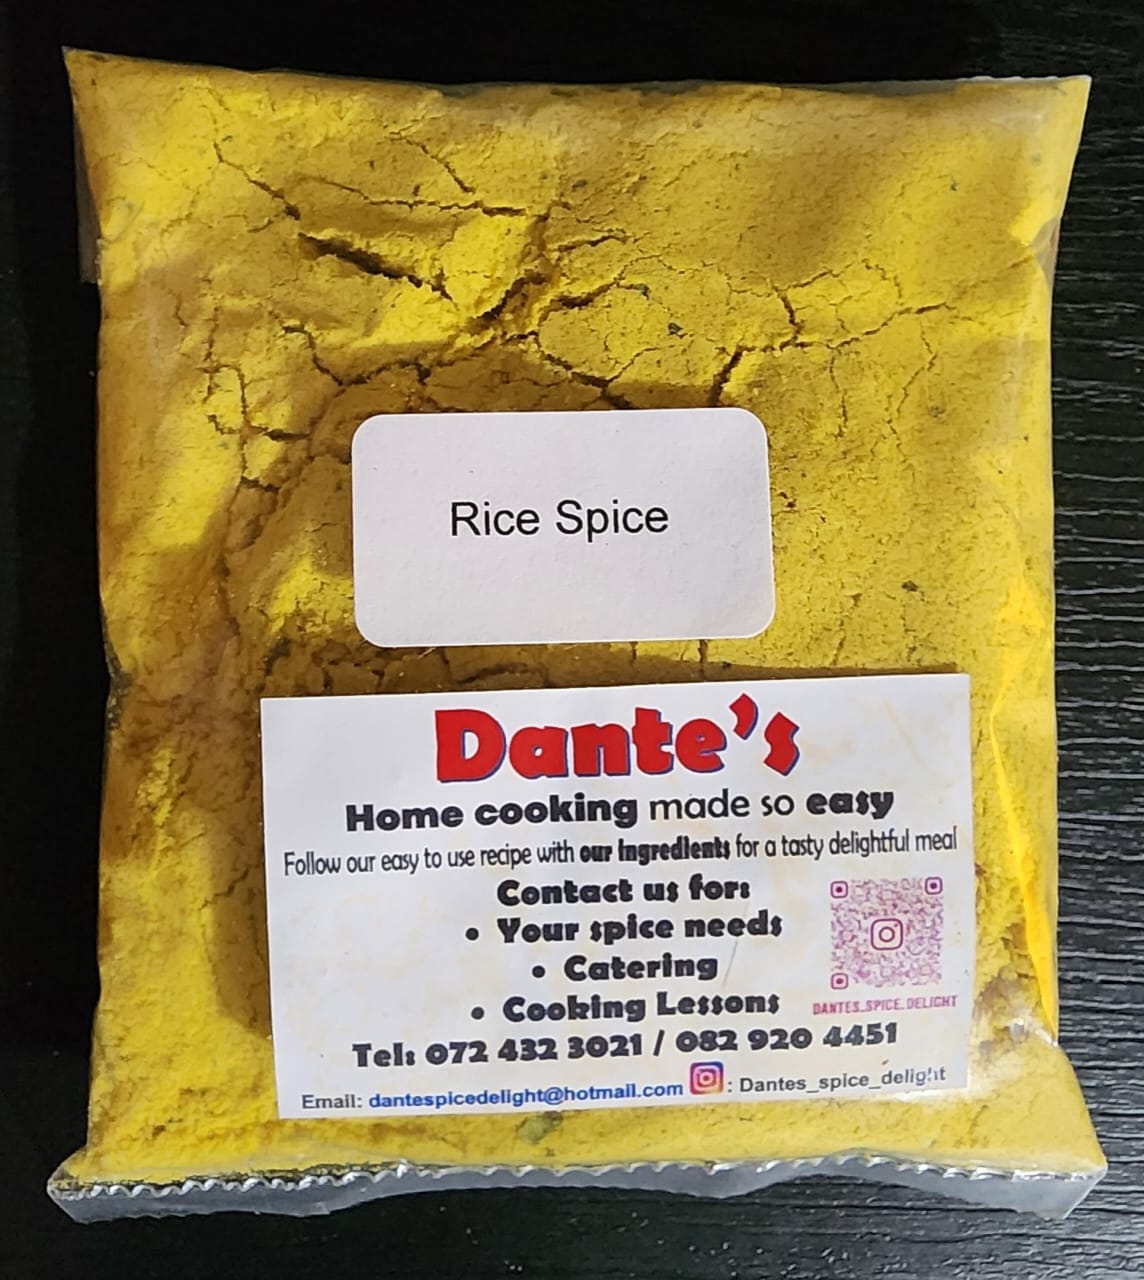 Rice Spice
Dante's
Home cooking made so easy
Follow our easy to use recipe with our Ingredients for a tasty delightful meal
Contact us for:
• Your spice needs
• Catering
• Cooking Lessons
DANTES_SPICE_DELIGHT
Tel: 072 432 3021 / 082 920 4451
Email: dantespicedelight@hotmail.com : Dantes_spice_delight